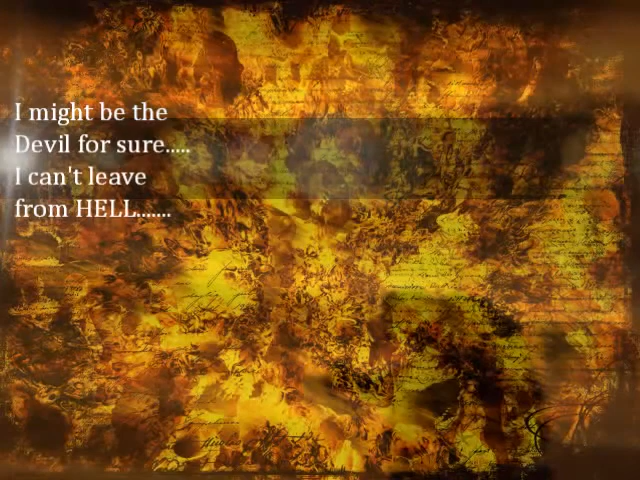 I might be the
Devil for sure.....
I can't leave
from HELL.......